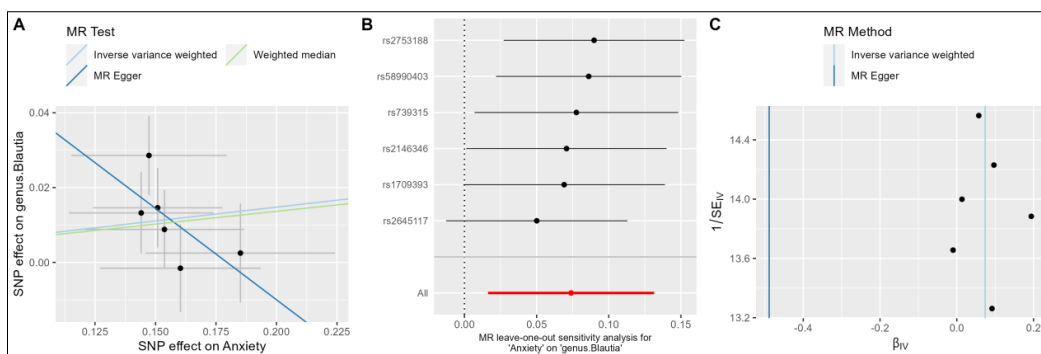 A
MR Test
Inverse variance weighted
Weighted median
MR Egger
SNP effect on genus.Blautia
0.04
0.02
0.00
0.125
0.150
0.175
0.200
0.225
SNP effect on Anxiety
B
rs2753188
rs58990403
rs739315
rs2146346
rs1709393
rs2645117
All
0.00
0.05
0.10
0.15
MR leave-one-out sensitivity analysis for
'Anxiety' on 'genus.Blautia'
C
MR Method
Inverse variance weighted
MR Egger
1/SEIV
14.4
14.0
13.6
13.2
-0.4
-0.2
0.0
0.2
βIV